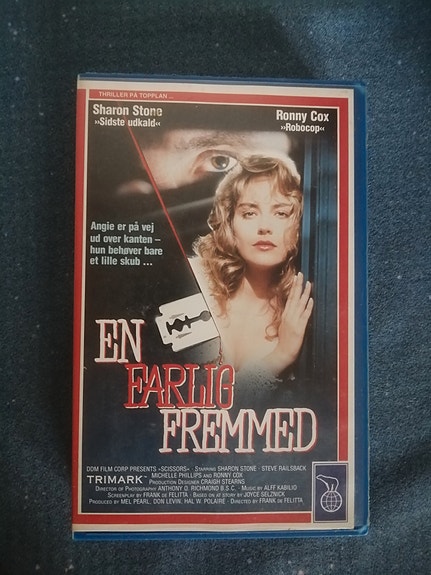 THRILLER PÅ TOPPLAN ...
Sharon Stone
»Sidste udkald«
Ronny Cox
»Robocop«
Angie er på vej
ud over kanten –
hun behøver bare
et lille skub ...
EN
FARLIG
FREMMED
DDM FILM CORP PRESENTS »SCISSORS« · STARRING SHARON STONE · STEVE RAILSBACK
MICHELLE PHILLIPS AND RONNY COX
TRIMARK
PRODUCTION DESIGNER CRAIGH STEARNS
DIRECTOR OF PHOTOGRAPHY ANTHONY D. RICHMOND B.S.C. · MUSIC BY ALFF KABILIO
SCREENPLAY BY FRANK DE FELITTA · BASED ON AT STORY BY JOYCE SELZNICK
PRODUCED BY MEL PEARL, DON LEVIN, HAL W. POLAIRE · DIRECTED BY FRANK DE FELITTA